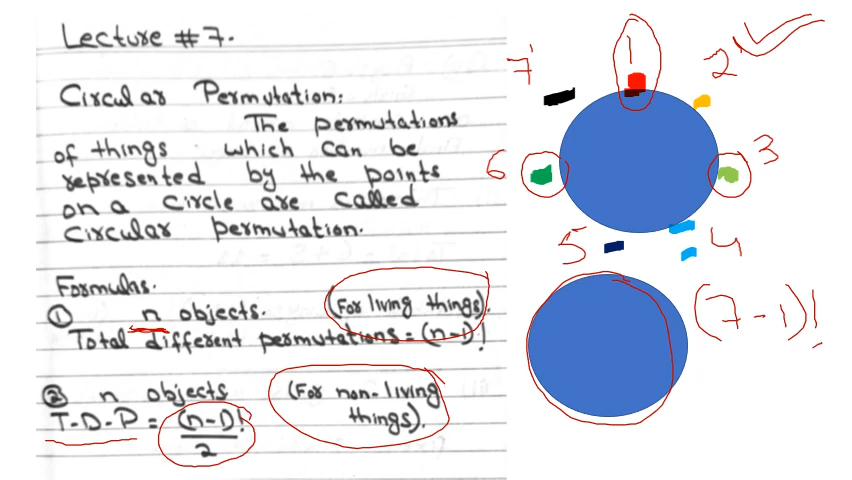 Lecture #7.
Circular Permutation:
The permutations
of things which can be
represented by the points
on a circle are called
circular permutation.
Formulas.
① n objects. (For living things).
Total different permutations = (n-1)!
② n objects (For non-living
things).
T-D-P = (n-1)!
2
1
7
2
6
3
5
4
(7-1)!